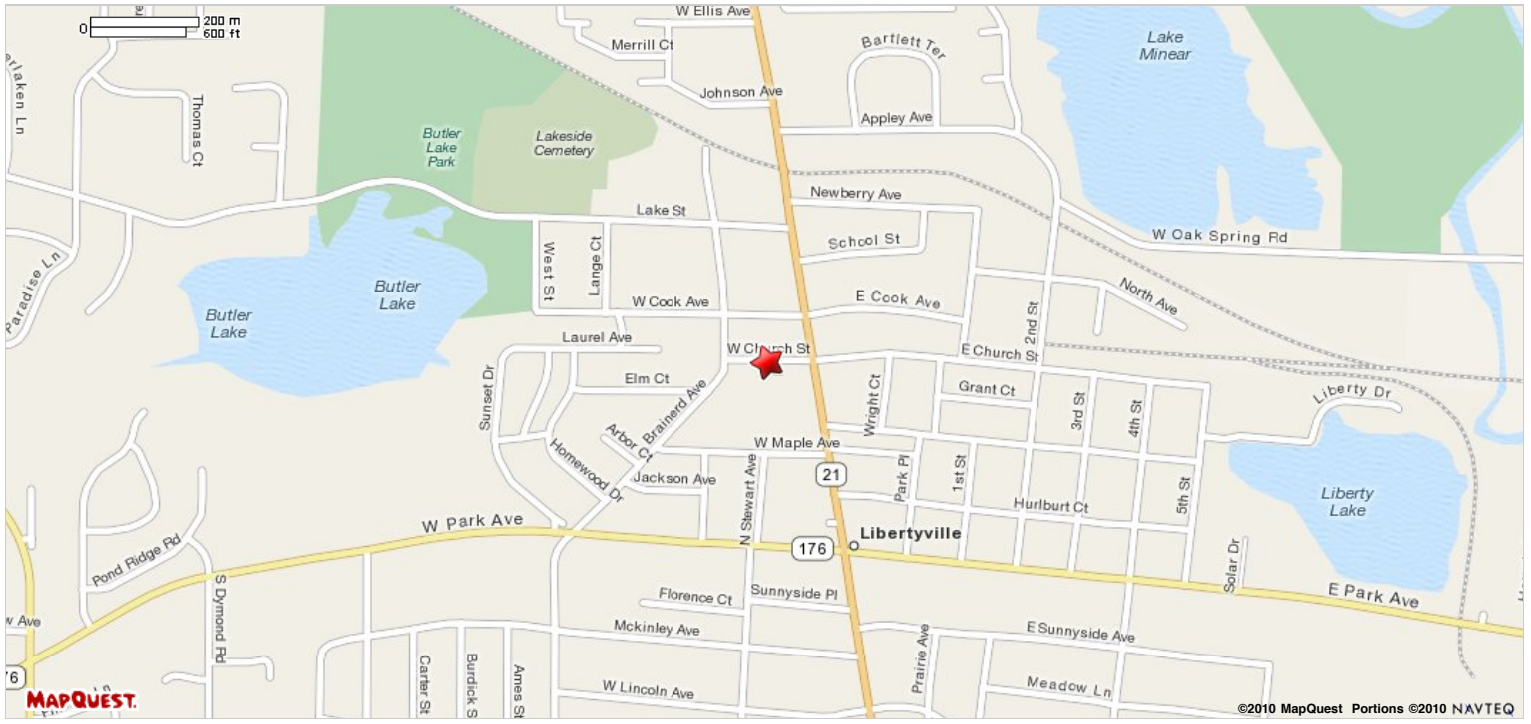 W Ellis Ave
200 m
0
600 ft
Merrill Ct
Bartlett Ter
Lake
Minear
Johnson Ave
Thomas Ct
Appley Ave
Butler
Lake
Park
Lakeside
Cemetery
Newberry Ave
Lake St
School St
W Oak Spring Rd
West St
Lange Ct
Paradise Ln
Butler
Lake
Butler
Lake
W Cock Ave
E Cook Ave
North Ave
2nd St
Laurel Ave
W Church St
E Church St
Sunset Dr
Elm Ct
Brainerd Ave
Wright Ct
Grant Ct
3rd St
4th St
Liberty Dr
Arbor Ct
W Maple Ave
Homewood Dr
Jackson Ave
N Stewart Ave
21
Park Pl
1st St
5th St
Hurlburt Ct
Liberty
Lake
W Park Ave
176
Libertyville
Pond Ridge Rd
S Dymond Rd
Solar Dr
E Park Ave
Florence Ct
Sunnyside Pl
w Ave
Mckinley Ave
E Sunnyside Ave
Prairie Ave
76
Carter St
Burdick S
Ames St
W Lincoln Ave
Meadow Ln
MAPQUEST.
©2010 MapQuest Portions ©2010 NAVTEQ